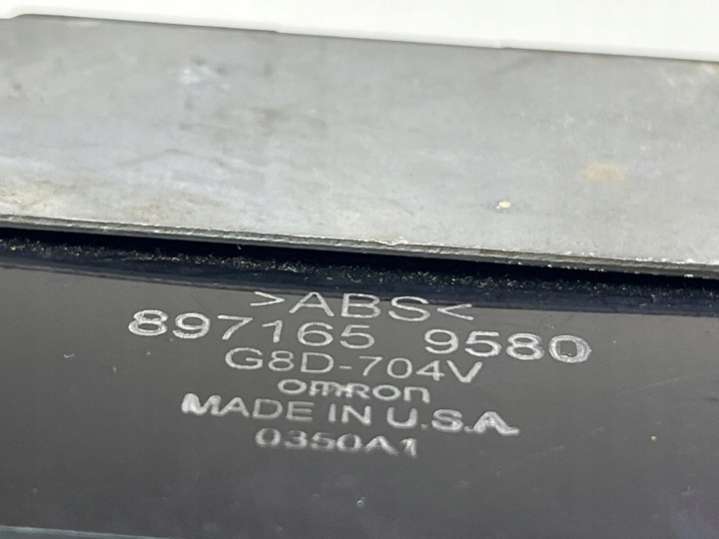 >ABS<
897165 9580
G8D-704V
omron
MADE IN U.S.A.
0350A1